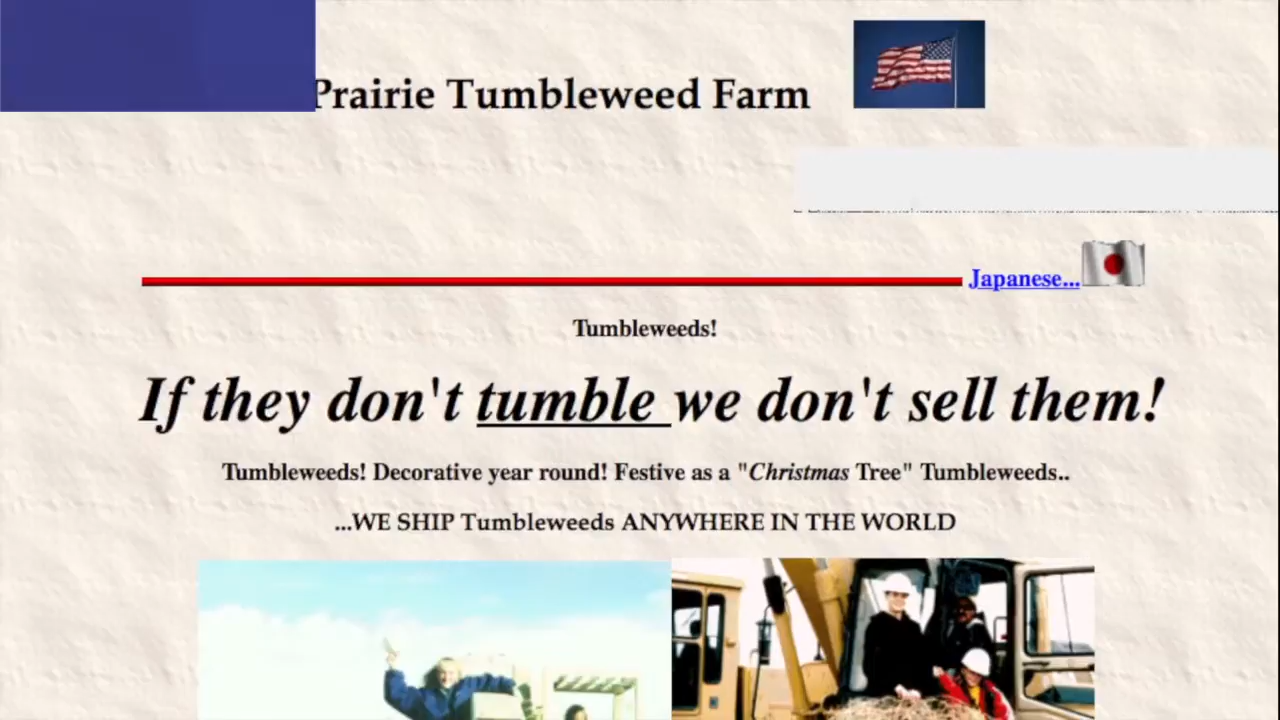 Prairie Tumbleweed Farm
Japanese...
Tumbleweeds!
If they don't tumble we don't sell them!
Tumbleweeds! Decorative year round! Festive as a "Christmas Tree" Tumbleweeds..
...WE SHIP Tumbleweeds ANYWHERE IN THE WORLD